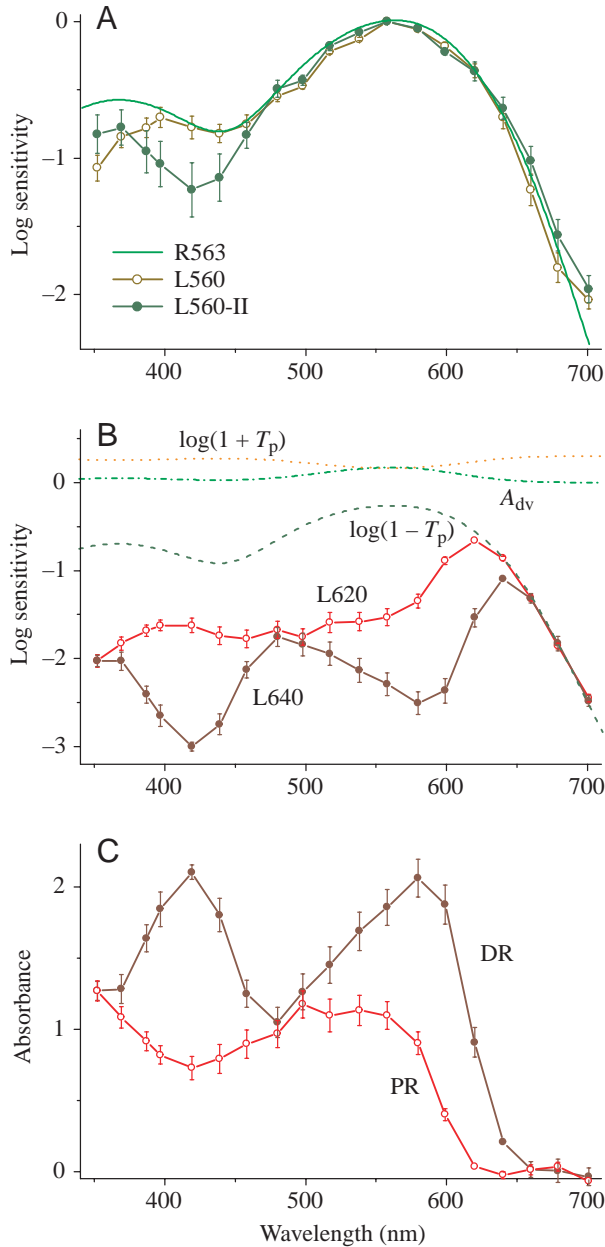 A
0
−1
−2
Log sensitivity
R563
L560
L560-II
400
500
600
700
B
log(1 + Tp)
0
Adv
log(1 − Tp)
−1
L620
−2
L640
−3
Log sensitivity
400
500
600
700
C
2
DR
1
PR
0
Absorbance
400
500
600
700
Wavelength (nm)